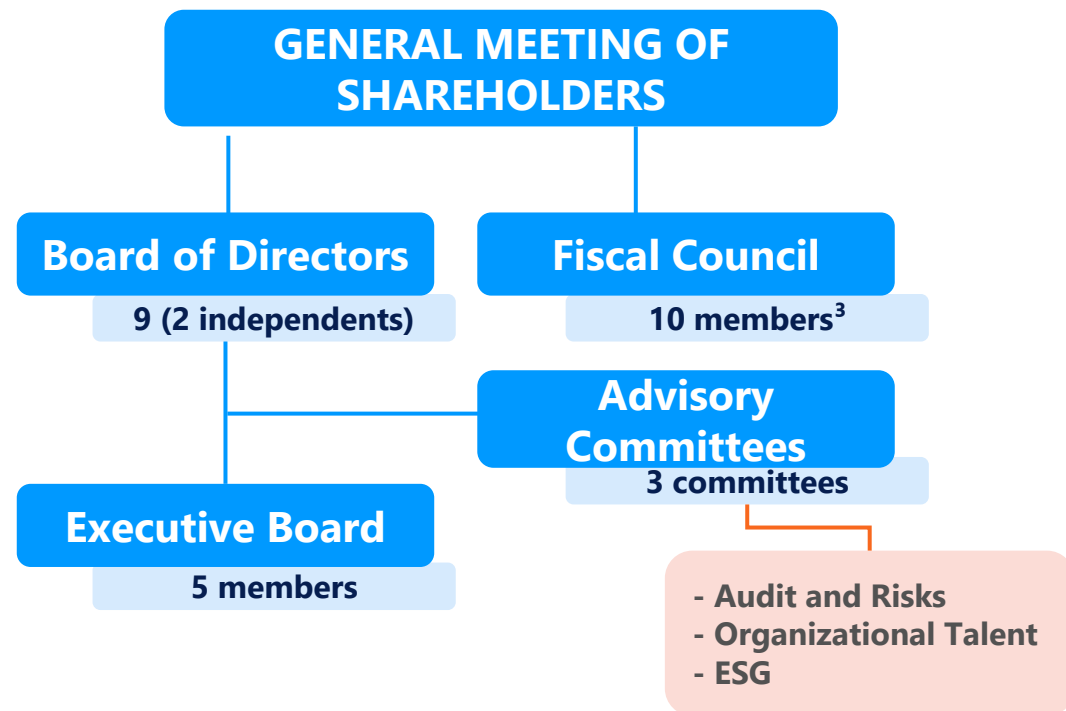 GENERAL MEETING OF
SHAREHOLDERS
Board of Directors
9 (2 independents)
Fiscal Council
10 members³
Advisory
Committees
3 committees
Executive Board
5 members
- Audit and Risks
- Organizational Talent
- ESG